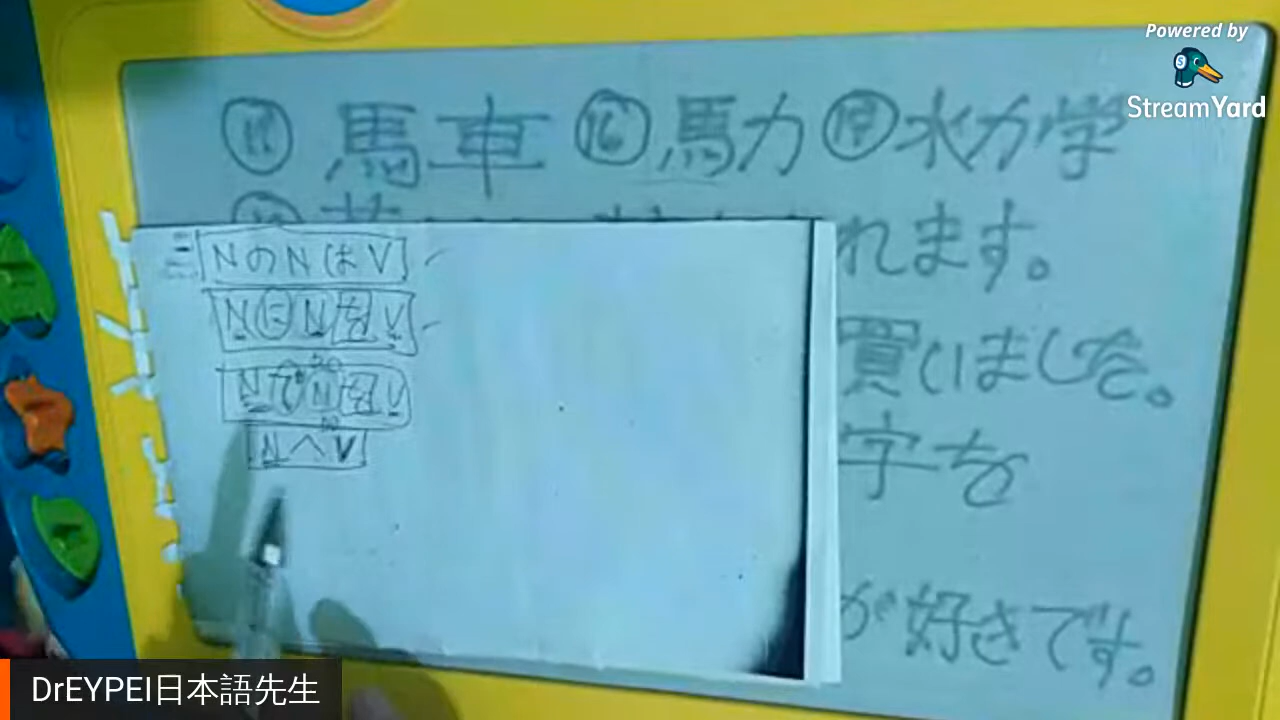 Powered by
StreamYard
⑮ 馬車 ⑯ 馬力 ⑰ 水力学
れます。
買いました。
字を
が好きです。
NのNはV
NにNをV
NでNをV
NへV
DrEYPEI日本語先生